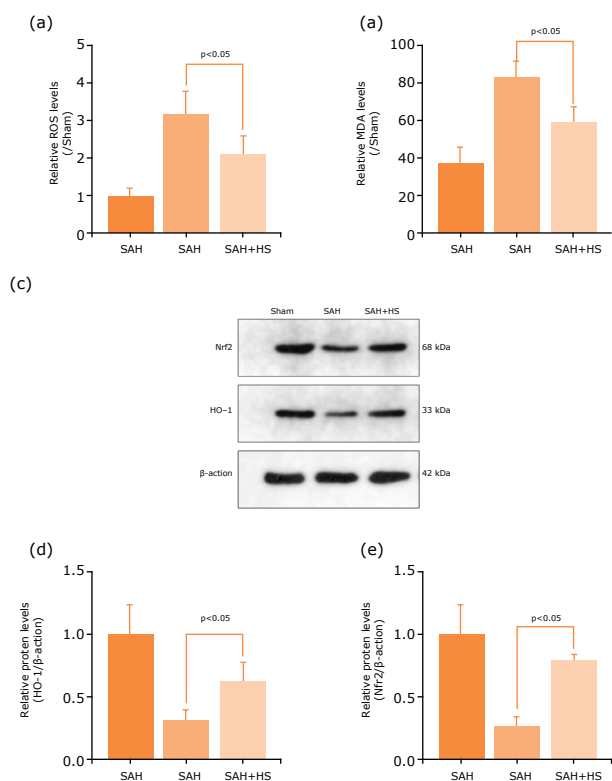 (a)
Relative ROS levels
(/Sham)
5
4
3
2
1
0
p<0.05
SAH
SAH
SAH+HS
(a)
Relative MDA levels
(/Sham)
100
80
60
40
20
0
p<0.05
SAH
SAH
SAH+HS
(c)
Sham
SAH
SAH+HS
Nrf2
68 kDa
HO-1
33 kDa
β-action
42 kDa
(d)
Relative proten levels
(HO-1/β-action)
1.5
1.0
0.5
0.0
p<0.05
SAH
SAH
SAH+HS
(e)
Relative proten levels
(Nfr2/β-action)
1.5
1.0
0.5
0.0
p<0.05
SAH
SAH
SAH+HS